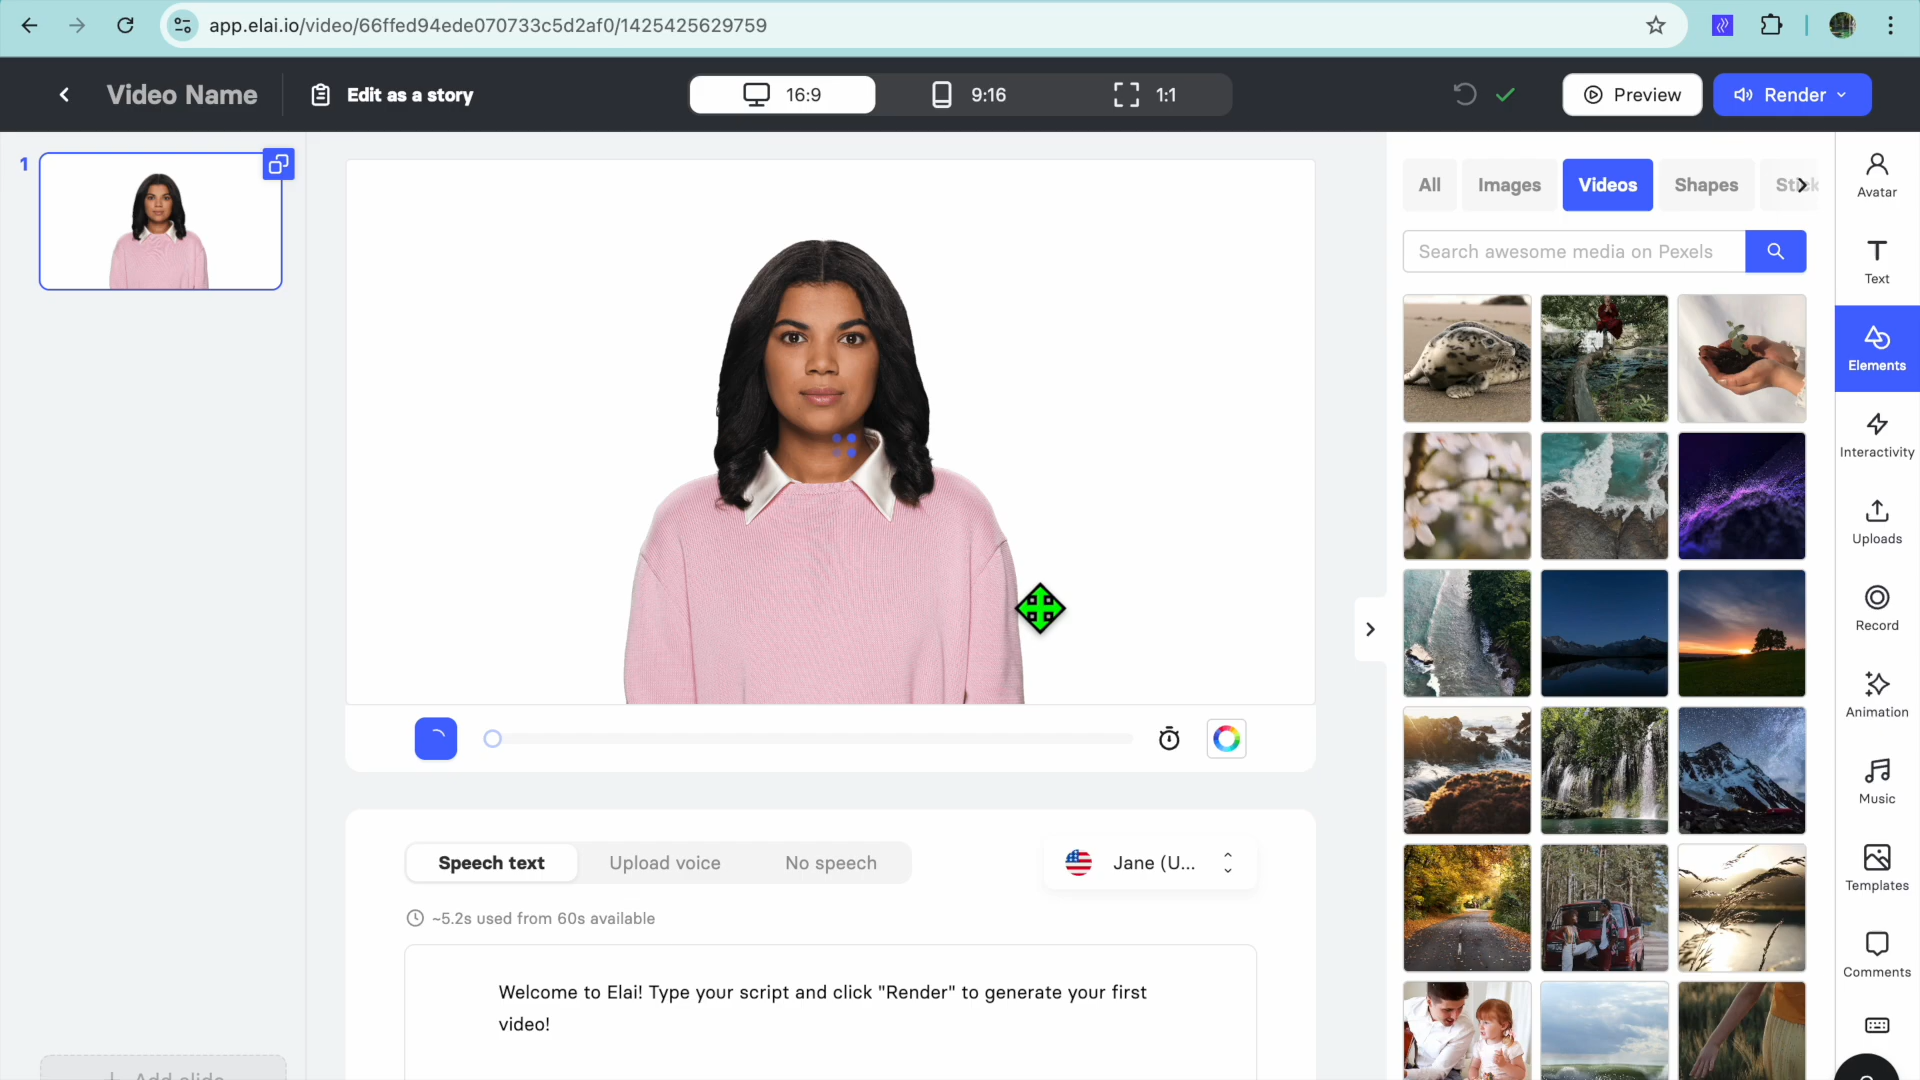 app.elai.io/video/66ffed94ede070733c5d2af0/1425425629759
Video Name
Edit as a story
16:9
9:16
1:1
Preview
Render
1
All
Images
Videos
Shapes
Search awesome media on Pexels
Avatar
Text
Elements
Interactivity
Uploads
Record
Animation
Music
Templates
Comments
Speech text
Upload voice
No speech
Jane (U...
~5.2s used from 60s available
Welcome to Elai! Type your script and click "Render" to generate your first
video!
+ Add slide